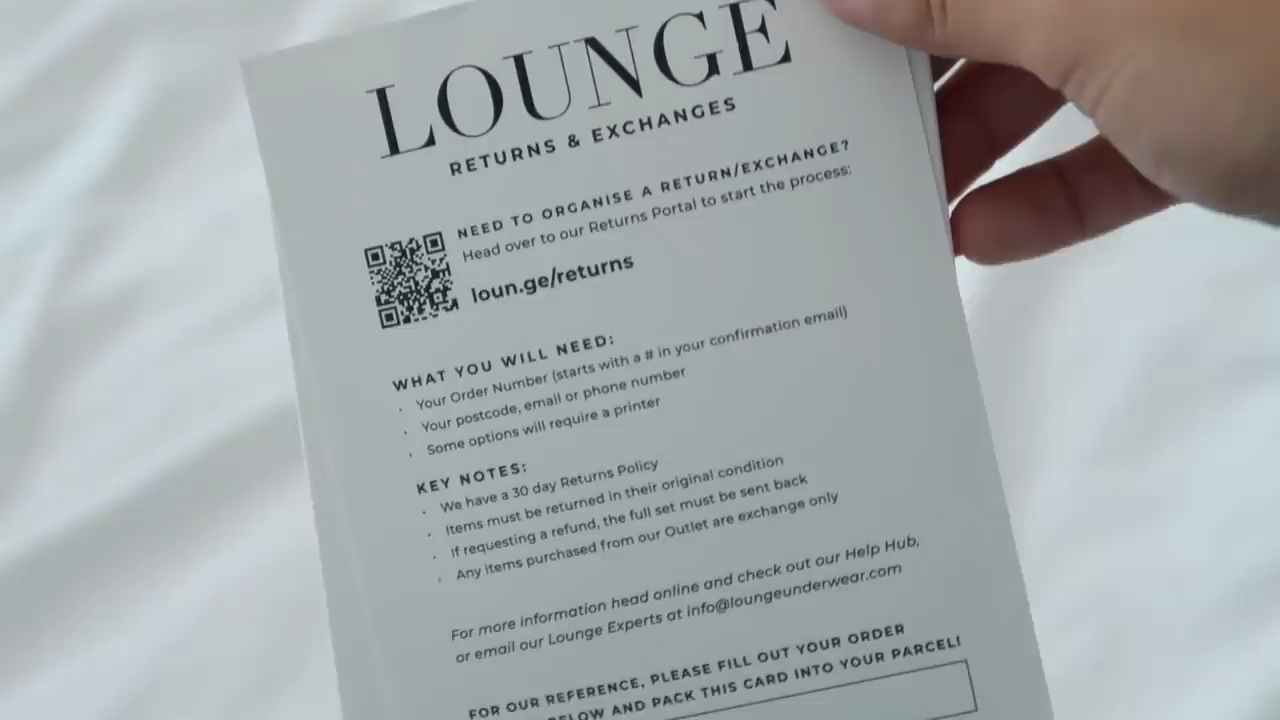 LOUNGE
RETURNS & EXCHANGES
NEED TO ORGANISE A RETURN/EXCHANGE?
Head over to our Returns Portal to start the process:
loun.ge/returns
WHAT YOU WILL NEED:
· Your Order Number (starts with a # in your confirmation email)
· Your postcode, email or phone number
· Some options will require a printer
KEY NOTES:
· We have a 30 day Returns Policy
· Items must be returned in their original condition
· If requesting a refund, the full set must be sent back
· Any items purchased from our Outlet are exchange only
For more information head online and check out our Help Hub,
or email our Lounge Experts at info@loungeunderwear.com
FOR OUR REFERENCE, PLEASE FILL OUT YOUR ORDER
BELOW AND PACK THIS CARD INTO YOUR PARCEL!